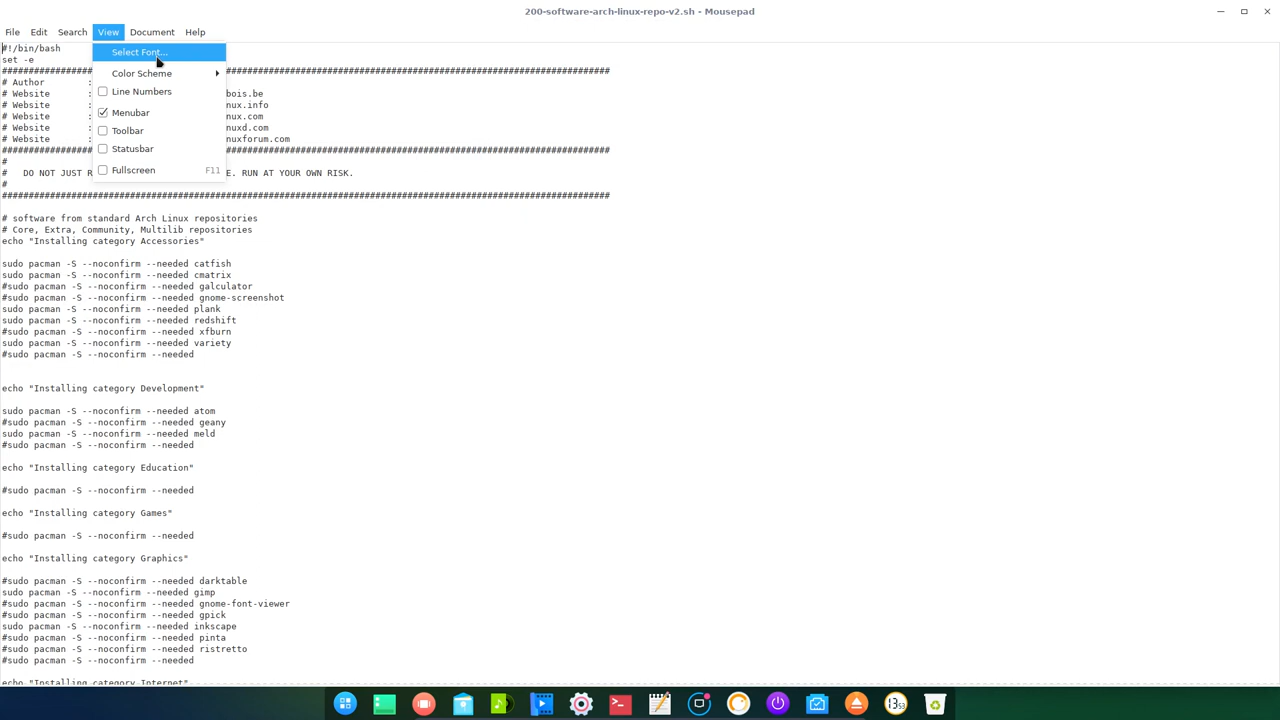 200-software-arch-linux-repo-v2.sh - Mousepad
File Edit Search View Document Help
#!/bin/bash
set -e
Select Font...
Color Scheme
Line Numbers
Menubar
Toolbar
Statusbar
Fullscreen F11
##################################################################
# Author :
# Website : bois.be
# Website : nux.info
# Website : nux.com
# Website : nuxd.com
# Website : nuxforum.com
##################################################################
#
# DO NOT JUST R E. RUN AT YOUR OWN RISK.
#
##################################################################
# software from standard Arch Linux repositories
# Core, Extra, Community, Multilib repositories
echo "Installing category Accessories"
sudo pacman -S --noconfirm --needed catfish
sudo pacman -S --noconfirm --needed cmatrix
#sudo pacman -S --noconfirm --needed galculator
#sudo pacman -S --noconfirm --needed gnome-screenshot
sudo pacman -S --noconfirm --needed plank
sudo pacman -S --noconfirm --needed redshift
#sudo pacman -S --noconfirm --needed xfburn
sudo pacman -S --noconfirm --needed variety
#sudo pacman -S --noconfirm --needed
echo "Installing category Development"
sudo pacman -S --noconfirm --needed atom
#sudo pacman -S --noconfirm --needed geany
sudo pacman -S --noconfirm --needed meld
#sudo pacman -S --noconfirm --needed
echo "Installing category Education"
#sudo pacman -S --noconfirm --needed
echo "Installing category Games"
#sudo pacman -S --noconfirm --needed
echo "Installing category Graphics"
#sudo pacman -S --noconfirm --needed darktable
sudo pacman -S --noconfirm --needed gimp
#sudo pacman -S --noconfirm --needed gnome-font-viewer
#sudo pacman -S --noconfirm --needed gpick
sudo pacman -S --noconfirm --needed inkscape
#sudo pacman -S --noconfirm --needed pinta
#sudo pacman -S --noconfirm --needed ristretto
#sudo pacman -S --noconfirm --needed
echo "Installing category Internet"
13 53